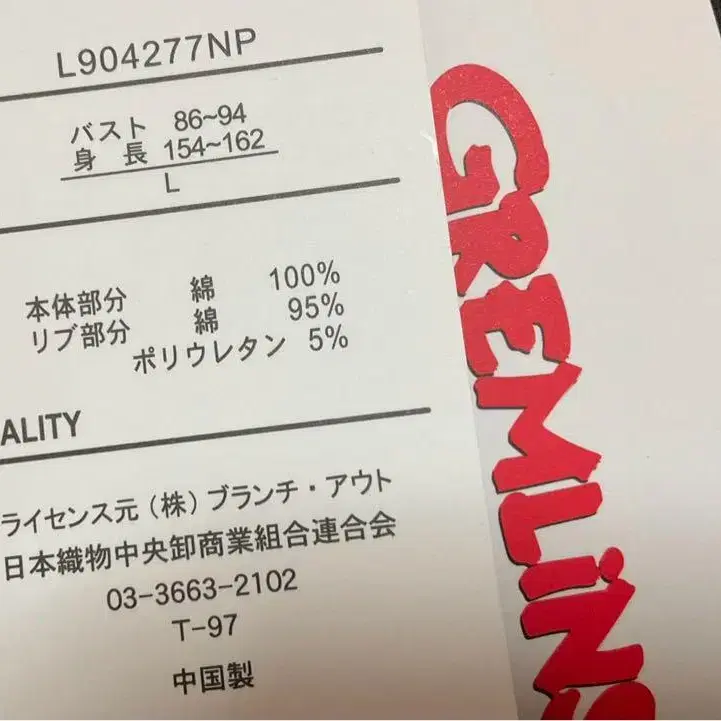 L904277NP
バスト 86~94
身 長 154~162
L
本体部分 綿 100%
リブ部分 綿 95%
ポリウレタン 5%
ALITY
ライセンス元(株)ブランチ・アウト
日本織物中央卸商業組合連合会
03-3663-2102
T-97
中国製
GREMLiNS